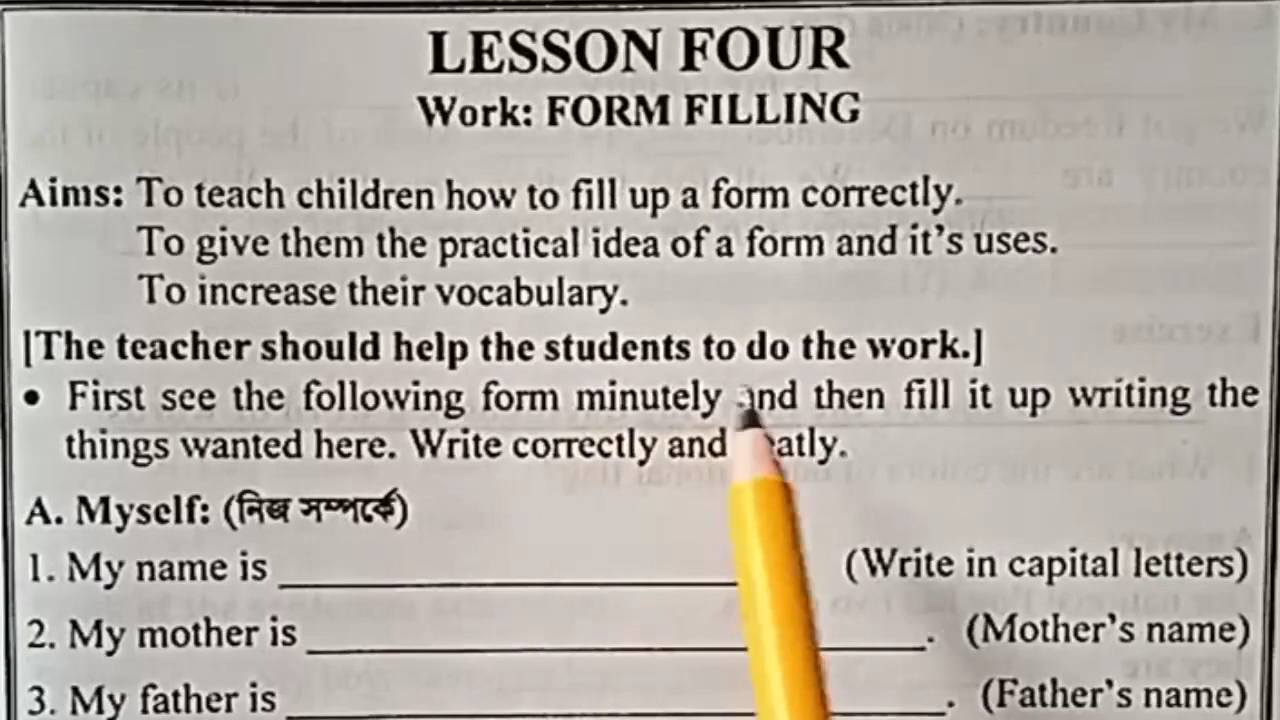 LESSON FOUR
Work: FORM FILLING
Aims: To teach children how to fill up a form correctly.
To give them the practical idea of a form and it's uses.
To increase their vocabulary.
[The teacher should help the students to do the work.]
• First see the following form minutely and then fill it up writing the
things wanted here. Write correctly and neatly.
A. Myself: (নিজ সম্পর্কে)
1. My name is (Write in capital letters)
2. My mother is . (Mother's name)
3. My father is . (Father's name)